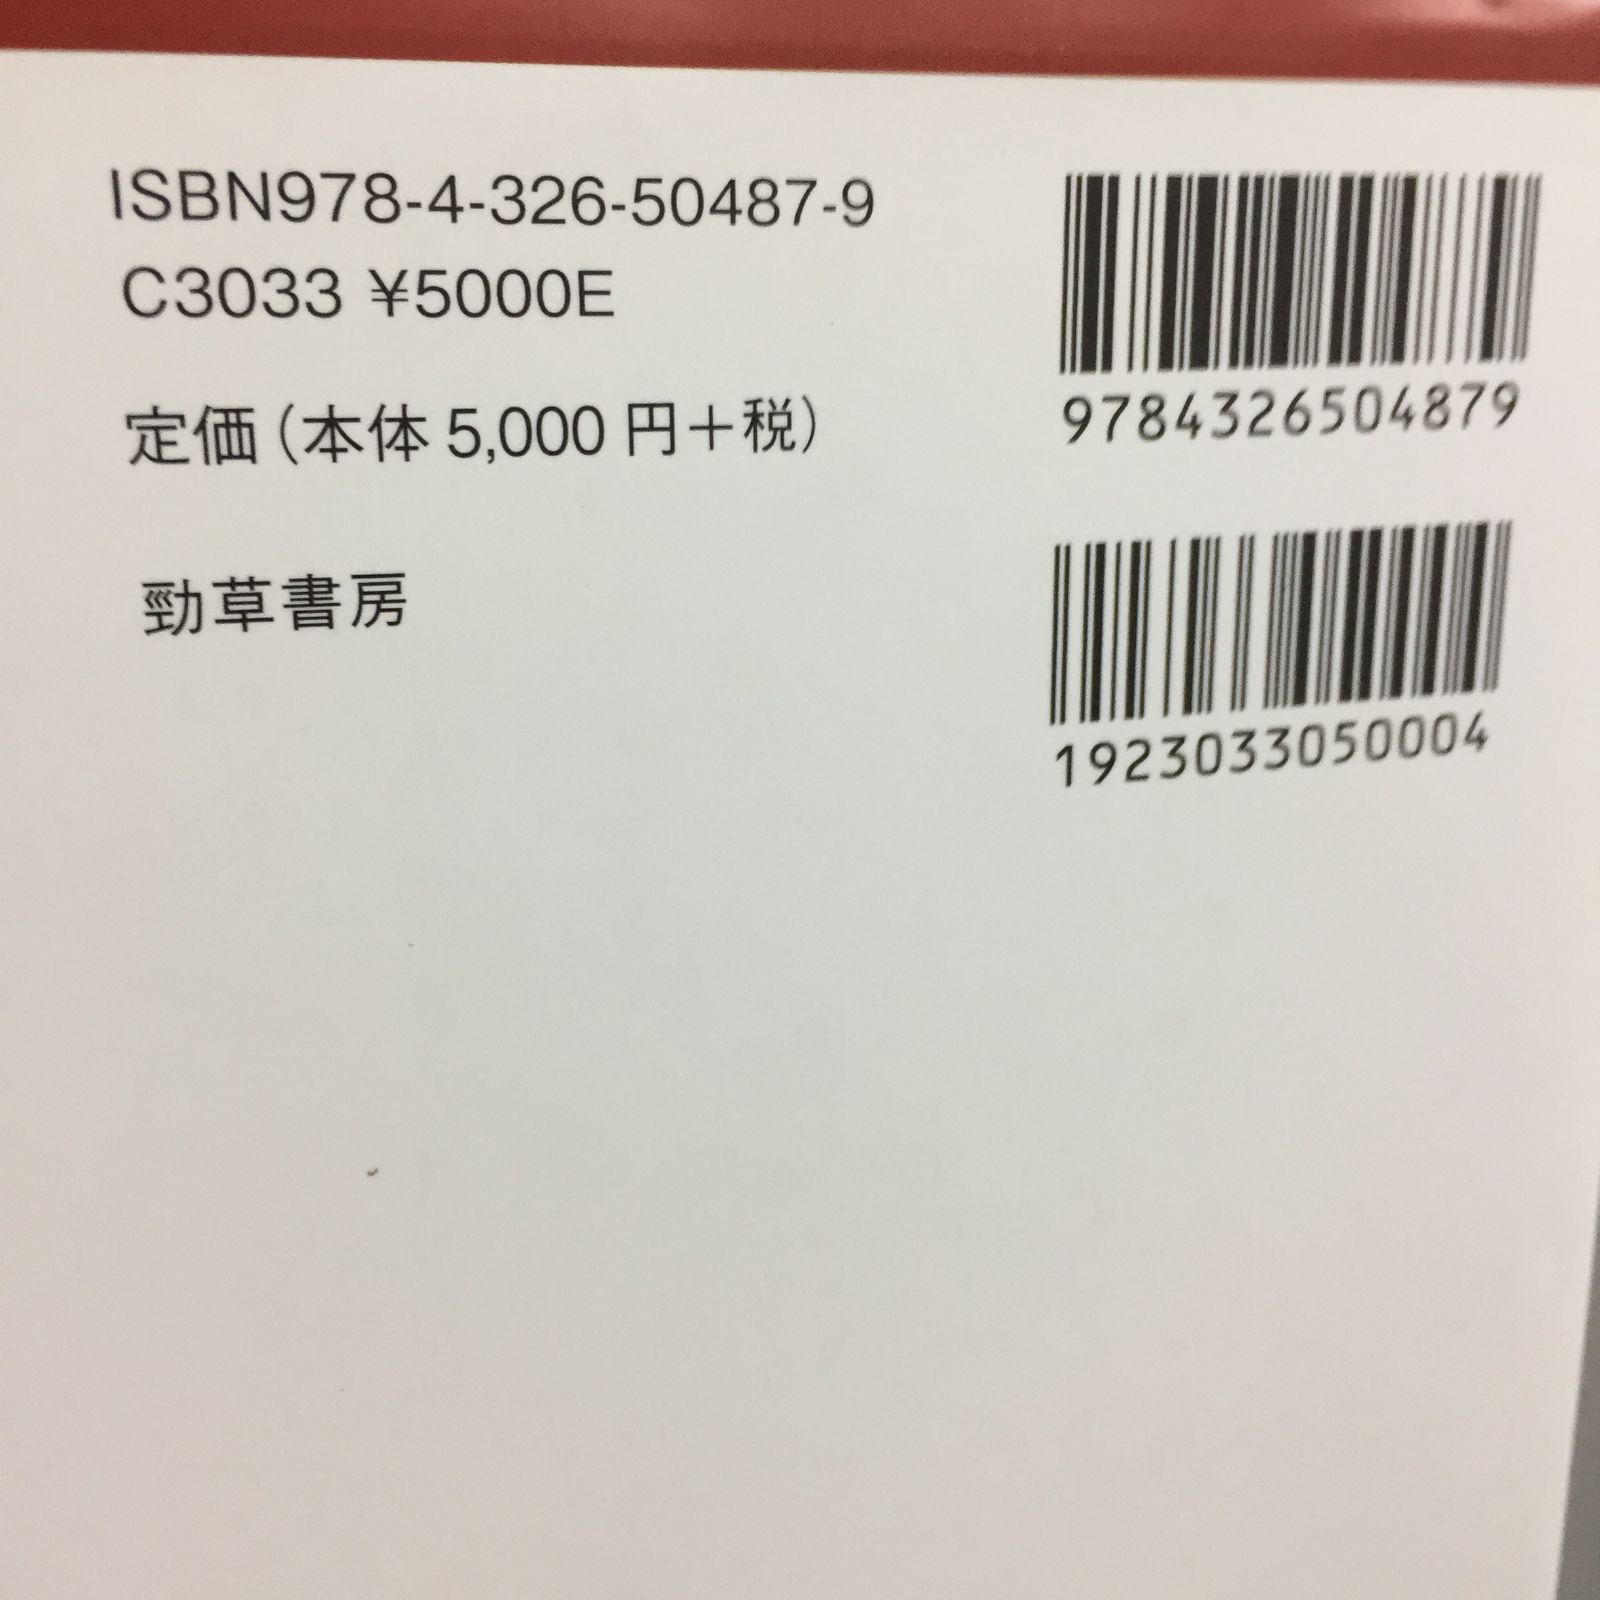 ISBN978-4-326-50487-9
C3033 ¥5000E
定価(本体 5,000 円+税)
勁草書房
9784326504879
1923033050004